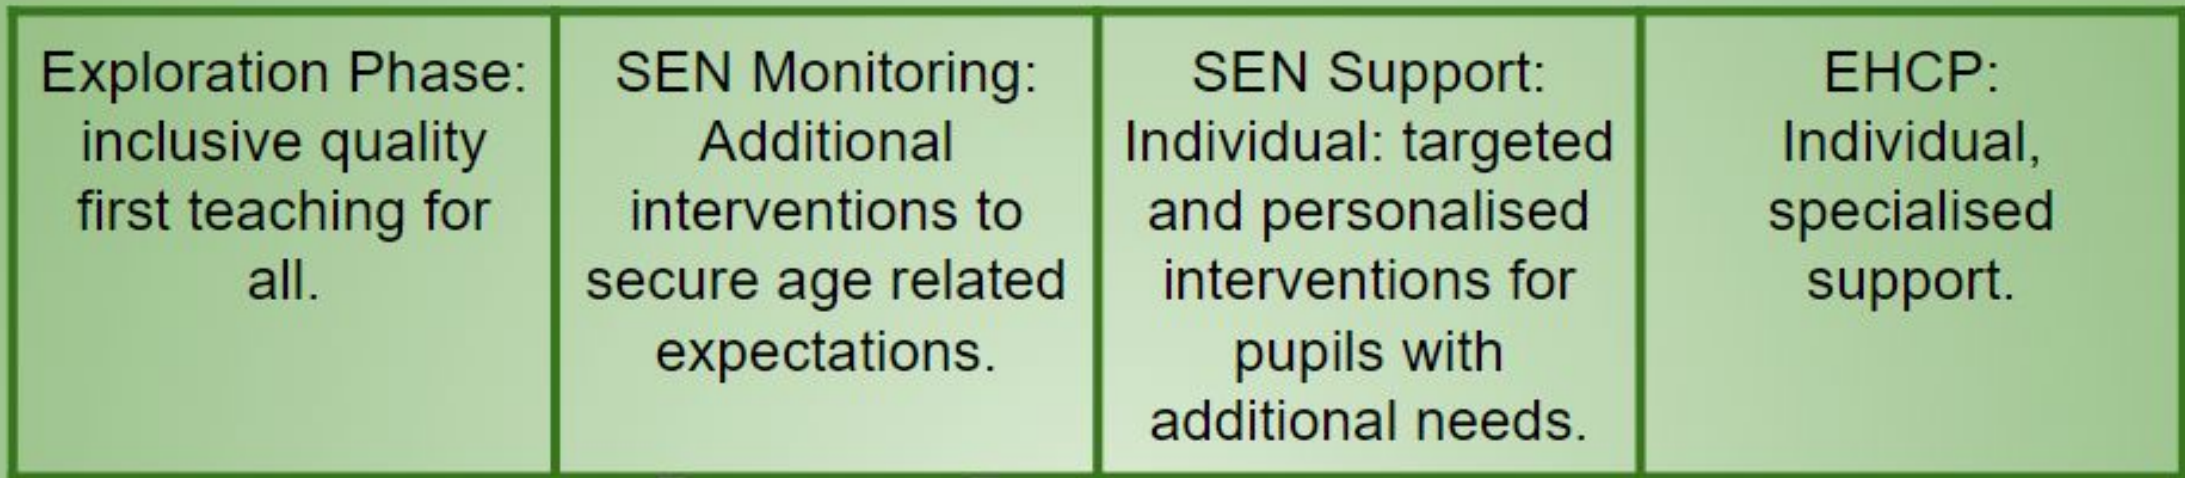 Exploration Phase:
inclusive quality
first teaching for
all.
SEN Monitoring:
Additional
interventions to
secure age related
expectations.
SEN Support:
Individual: targeted
and personalised
interventions for
pupils with
additional needs.
EHCP:
Individual,
specialised
support.